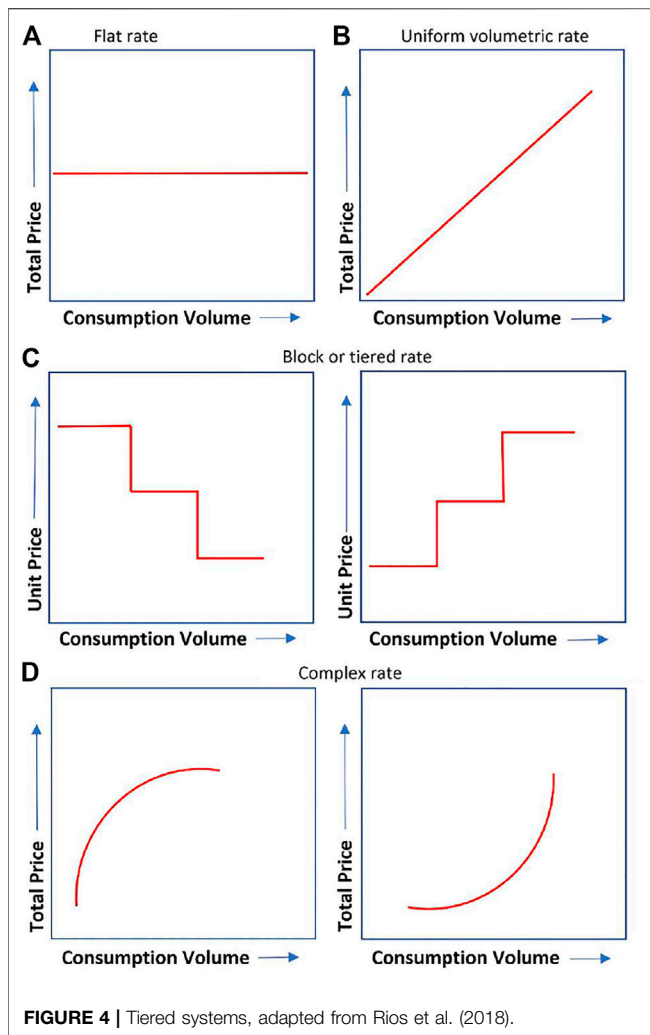 A Flat rate
Total Price
Consumption Volume
B Uniform volumetric rate
Total Price
Consumption Volume
C Block or tiered rate
Unit Price
Consumption Volume
Unit Price
Consumption Volume
D Complex rate
Total Price
Consumption Volume
Total Price
Consumption Volume
FIGURE 4 | Tiered systems, adapted from Rios et al. (2018).